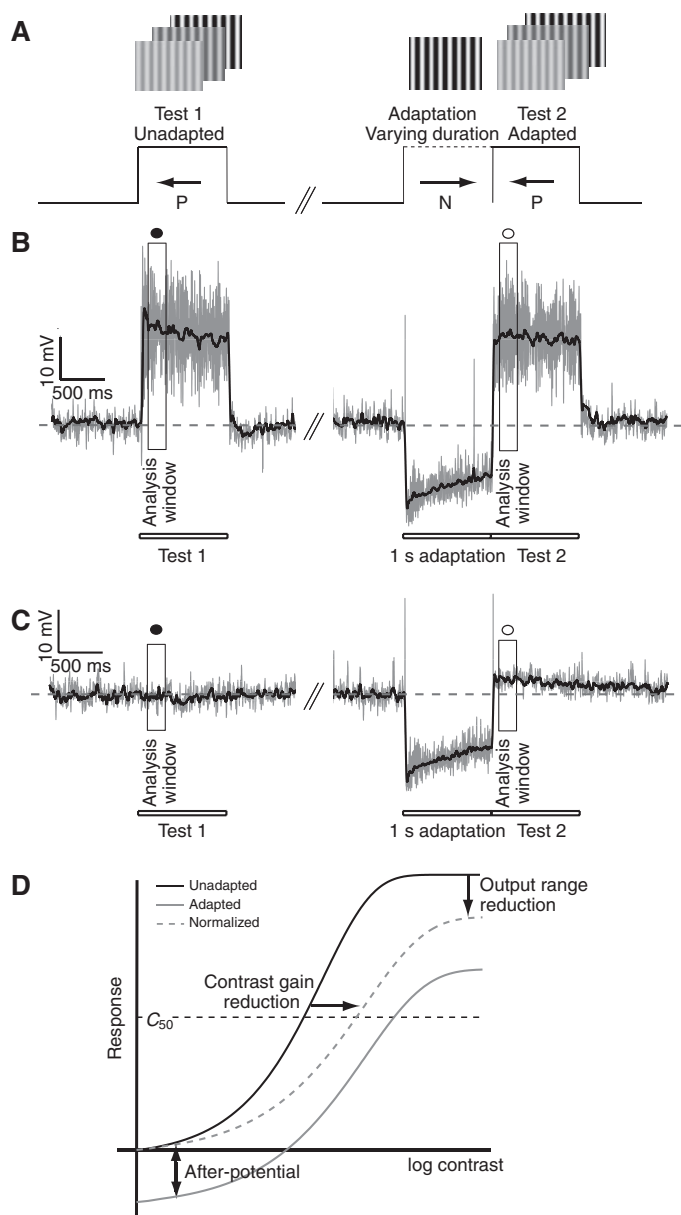 A
Test 1
Unadapted
Adaptation
Varying duration
Test 2
Adapted
P
N
P
B
10 mV
500 ms
Analysis
window
Analysis
window
Test 1
1 s adaptation
Test 2
C
10 mV
500 ms
Analysis
window
Analysis
window
Test 1
1 s adaptation
Test 2
D
Unadapted
Adapted
Normalized
Output range
reduction
Contrast gain
reduction
Response
C50
After-potential
log contrast